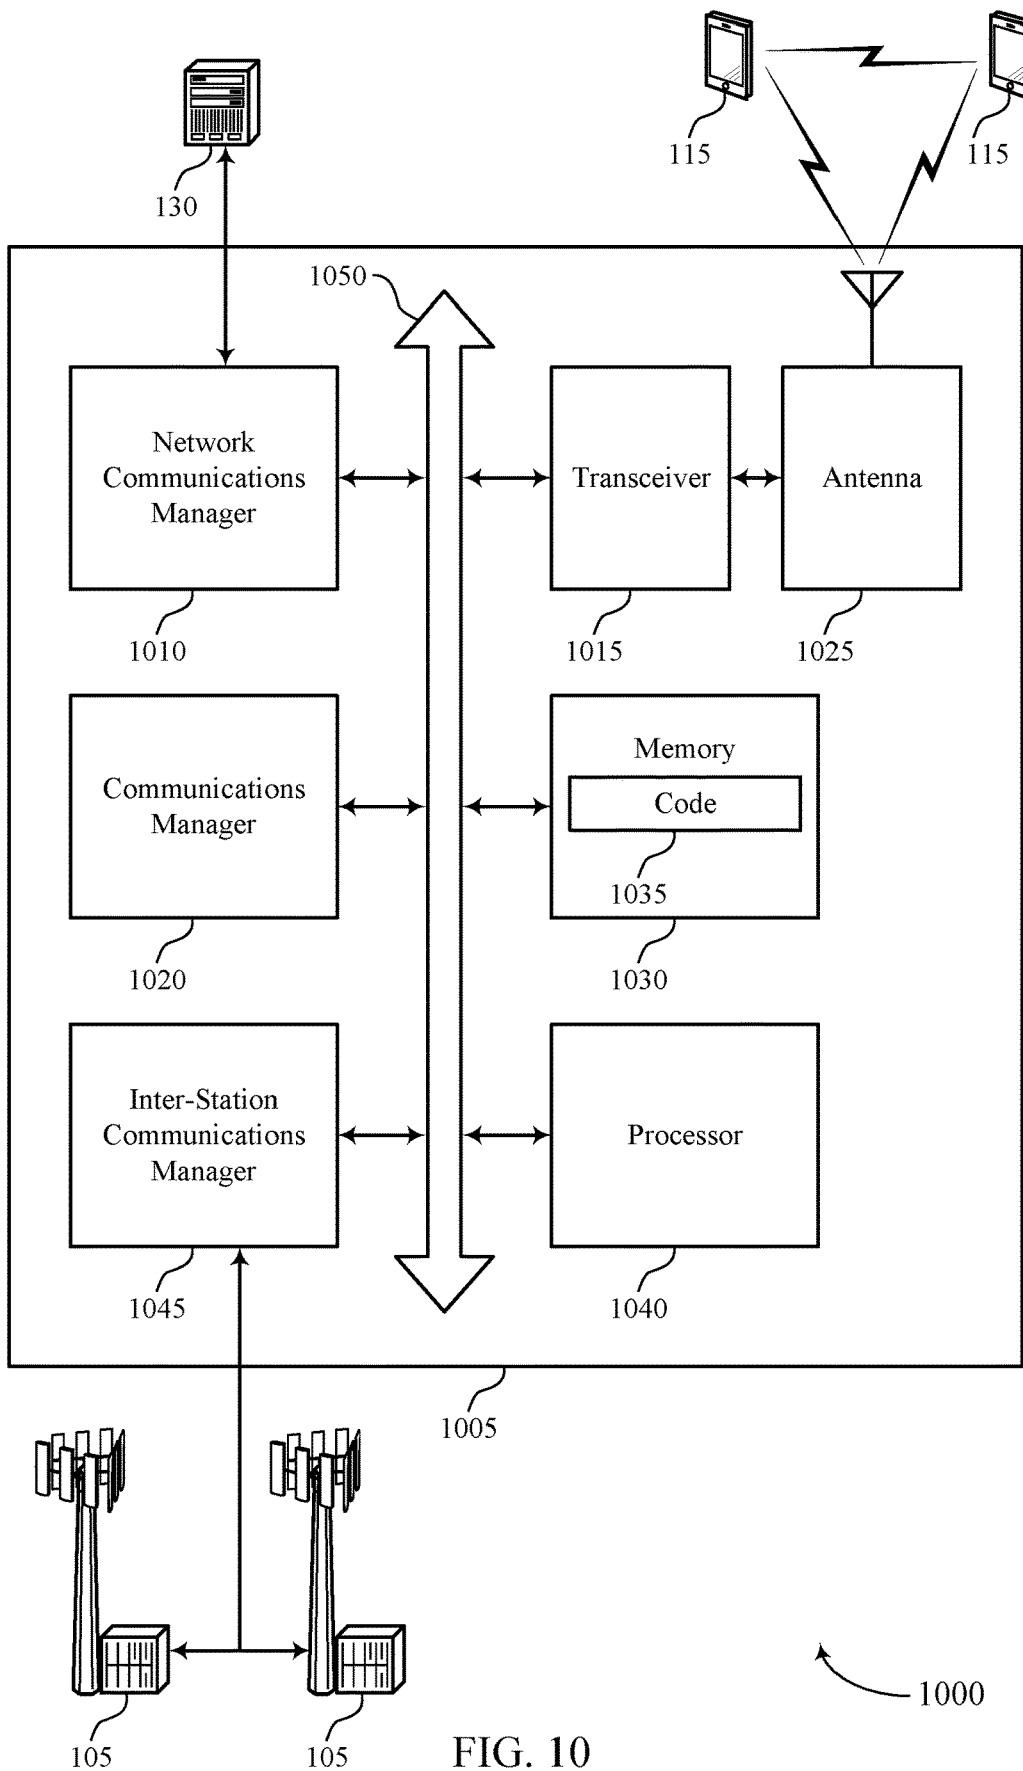 115
115
130
1050
Network
Communications
Manager
Transceiver
Antenna
1010
1015
1025
Communications
Manager
Memory
Code
1035
1020
1030
Inter-Station
Communications
Manager
Processor
1045
1040
1005
1000
105
105
FIG. 10